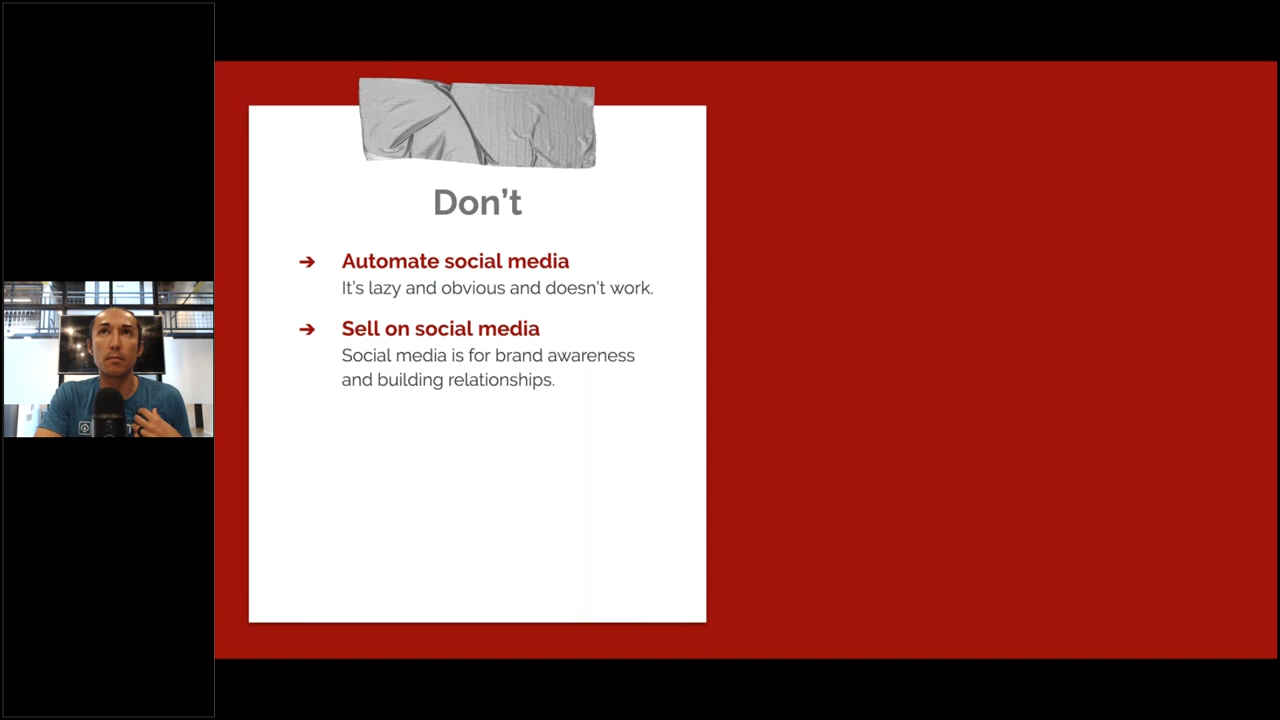 Don't
➔ Automate social media
It's lazy and obvious and doesn't work.
➔ Sell on social media
Social media is for brand awareness
and building relationships.